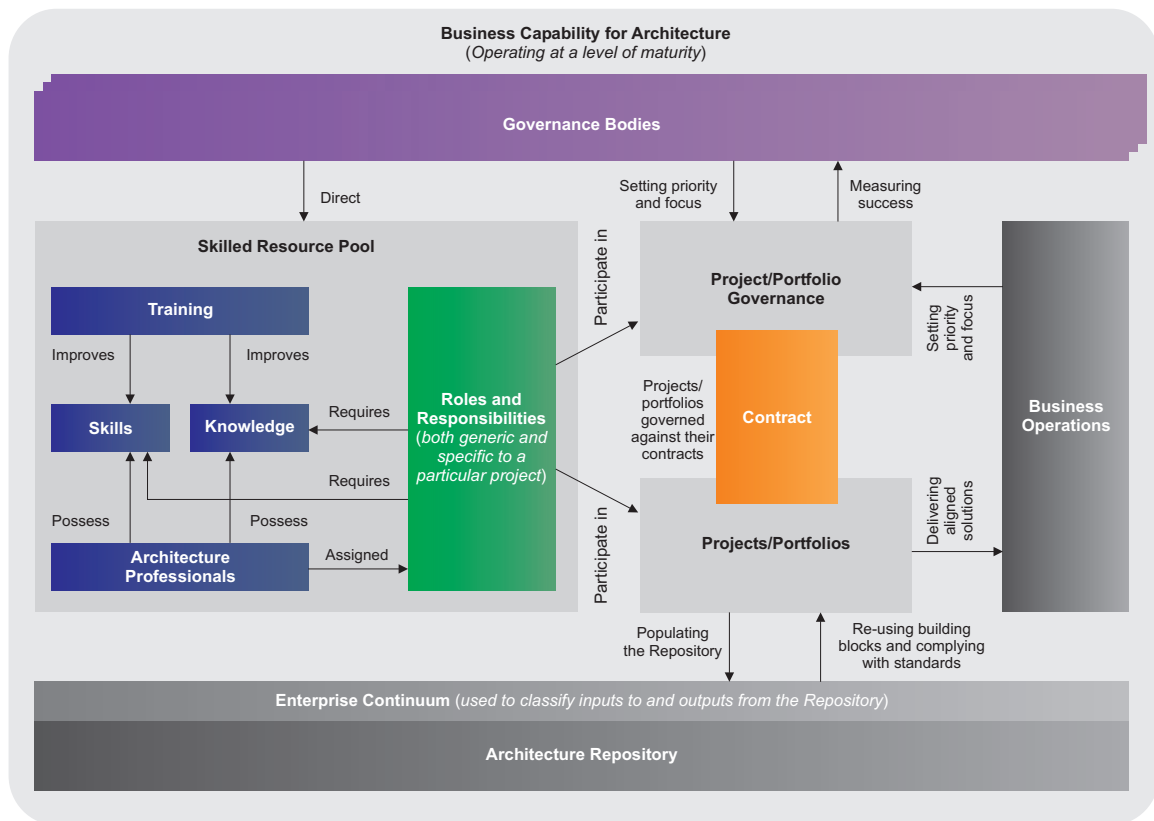 Business Capability for Architecture
(Operating at a level of maturity)
Governance Bodies
Direct
Setting priority
and focus
Measuring
success
Skilled Resource Pool
Training
Improves
Improves
Skills
Knowledge
Requires
Requires
Possess
Possess
Architecture
Professionals
Assigned
Roles and
Responsibilities
(both generic and
specific to a
particular project)
Participate in
Participate in
Project/Portfolio
Governance
Projects/
portfolios
governed
against their
contracts
Contract
Projects/Portfolios
Setting
priority
and focus
Delivering
aligned
solutions
Business
Operations
Populating
the Repository
Re-using building
blocks and complying
with standards
Enterprise Continuum (used to classify inputs to and outputs from the Repository)
Architecture Repository